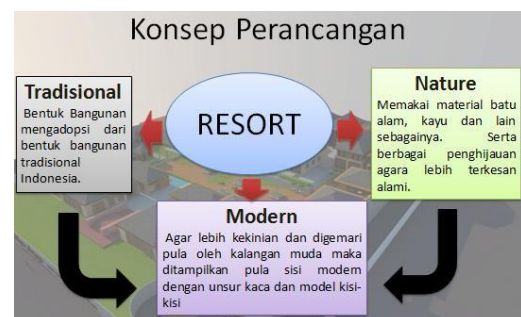 Konsep Perancangan
Tradisional
Bentuk Bangunan
mengadopsi dari
bentuk bangunan
tradisional
Indonesia.
RESORT
Nature
Memakai material batu
alam, kayu dan lain
sebagainya. Serta
berbagai penghijauan
agara lebih terkesan
alami.
Modern
Agar lebih kekinian dan digemari
pula oleh kalangan muda maka
ditampilkan pula sisi modern
dengan unsur kaca dan model kisi-
kisi